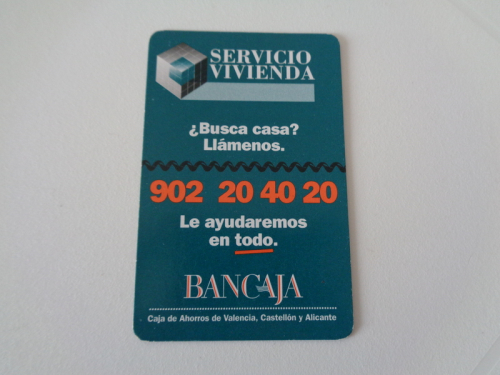 SERVICIO
VIVIENDA
¿Busca casa?
Llámenos.
902 20 40 20
Le ayudaremos
en todo.
BANCAJA
Caja de Ahorros de Valencia, Castellón y Alicante